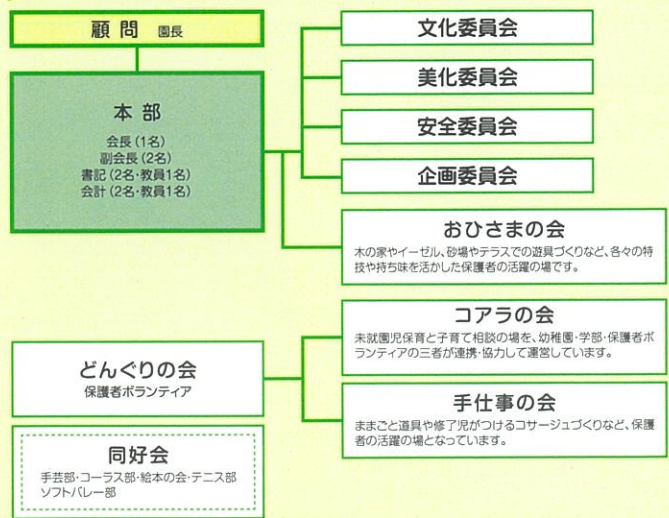 顧問 園長
本部
会長(1名)
副会長(2名)
書記(2名・教員1名)
会計(2名・教員1名)
文化委員会
美化委員会
安全委員会
企画委員会
おひさまの会
木の家やイーゼル、砂場やテラスでの遊具づくりなど、各々の特
技や持ち味を活かした保護者の活躍の場です。
どんぐりの会
保護者ボランティア
コアラの会
未就園児保育と子育て相談の場を、幼稚園・学部・保護者ボ
ランティアの三者が連携・協力して運営しています。
手仕事の会
ままごと道具や修了児がつけるコサージュづくりなど、保護
者の活躍の場となっています。
同好会
手芸部・コーラス部・絵本の会・テニス部
ソフトバレー部